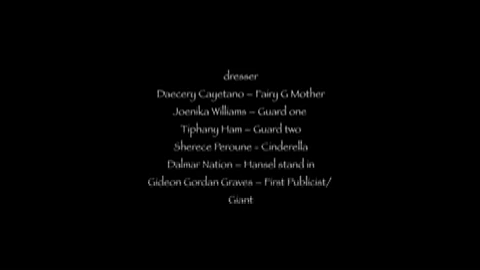 dresser
Daecery Cayetano – Fairy G Mother
Joenika Williams – Guard one
Tiphany Ham – Guard two
Sherece Peroune - Cinderella
Dalmar Nation – Hansel stand in
Gideon Gordan Graves – First Publicist/
Giant